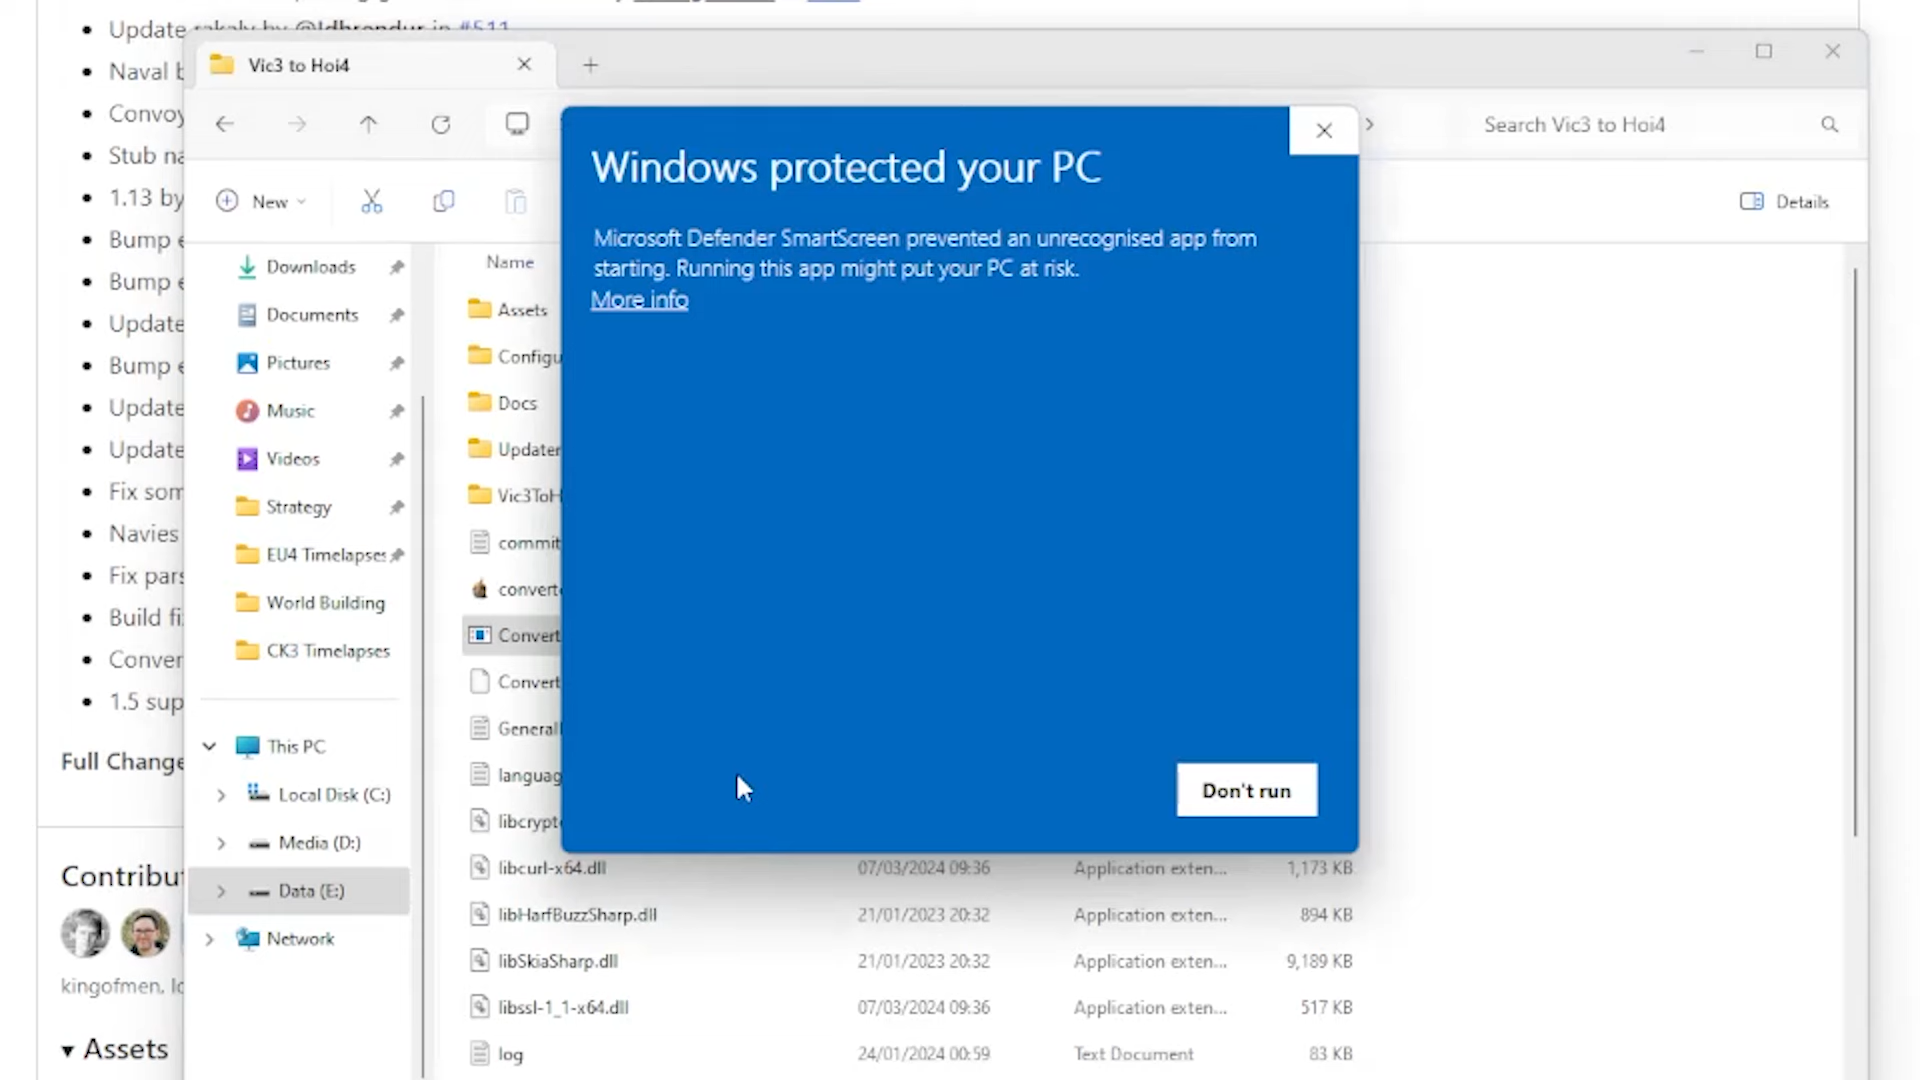 Update rakaly by @ldbrondur in #511
Naval b
Convoy
Stub na
1.13 by
Bump e
Bump e
Update
Bump e
Update
Update
Fix som
Navies
Fix pars
Build fi
Conver
1.5 sup
Full Change
Contribut
kingofmen, lo
▾ Assets
Vic3 to Hoi4
Search Vic3 to Hoi4
New
Details
Downloads
Documents
Pictures
Music
Videos
Strategy
EU4 Timelapses
World Building
CK3 Timelapses
This PC
Local Disk (C:)
Media (D:)
Data (E:)
Network
Name
Assets
Configu
Docs
Updater
Vic3ToH
commit
converte
Convert
Convert
General
languag
libcrypt
libcurl-x64.dll 07/03/2024 09:36 Application exten... 1,173 KB
libHarfBuzzSharp.dll 21/01/2023 20:32 Application exten... 894 KB
libSkiaSharp.dll 21/01/2023 20:32 Application exten... 9,189 KB
libssl-1_1-x64.dll 07/03/2024 09:36 Application exten... 517 KB
log 24/01/2024 00:59 Text Document 83 KB
Windows protected your PC
Microsoft Defender SmartScreen prevented an unrecognised app from
starting. Running this app might put your PC at risk.
More info
Don't run